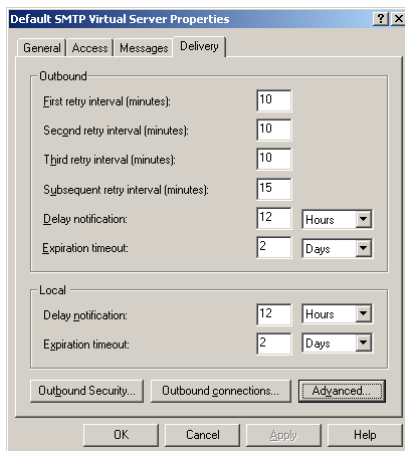 Default SMTP Virtual Server Properties
General Access Messages Delivery
Outbound
First retry interval (minutes): 10
Second retry interval (minutes): 10
Third retry interval (minutes): 10
Subsequent retry interval (minutes): 15
Delay notification: 12 Hours
Expiration timeout: 2 Days
Local
Delay notification: 12 Hours
Expiration timeout: 2 Days
Outbound Security... Outbound connections... Advanced...
OK Cancel Apply Help